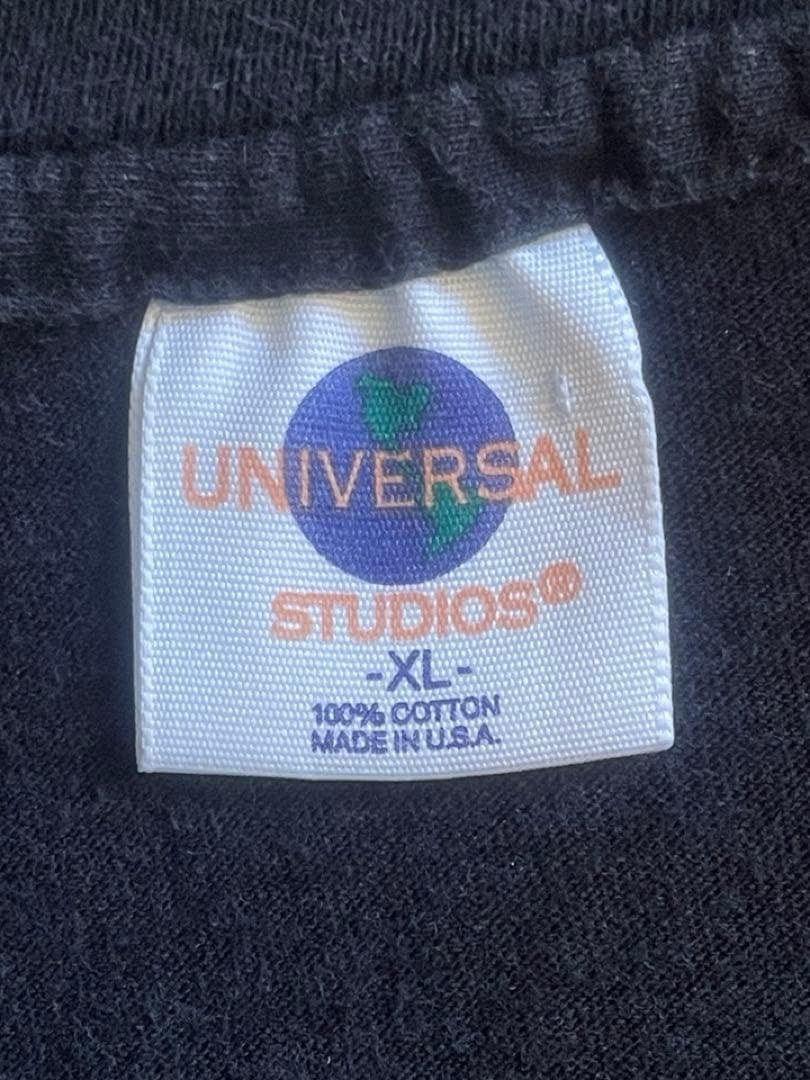 UNIVERSAL
STUDIOS®
-XL-
100% COTTON
MADE IN U.S.A.